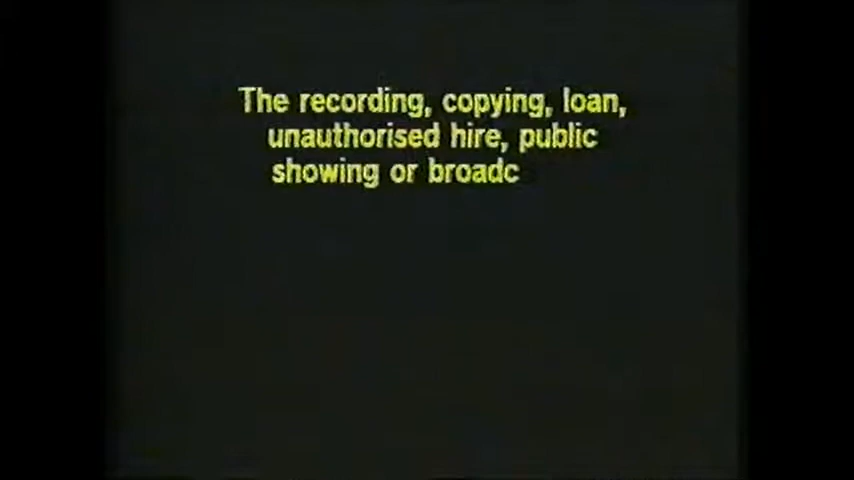 The recording, copying, loan,
unauthorised hire, public
showing or broadc